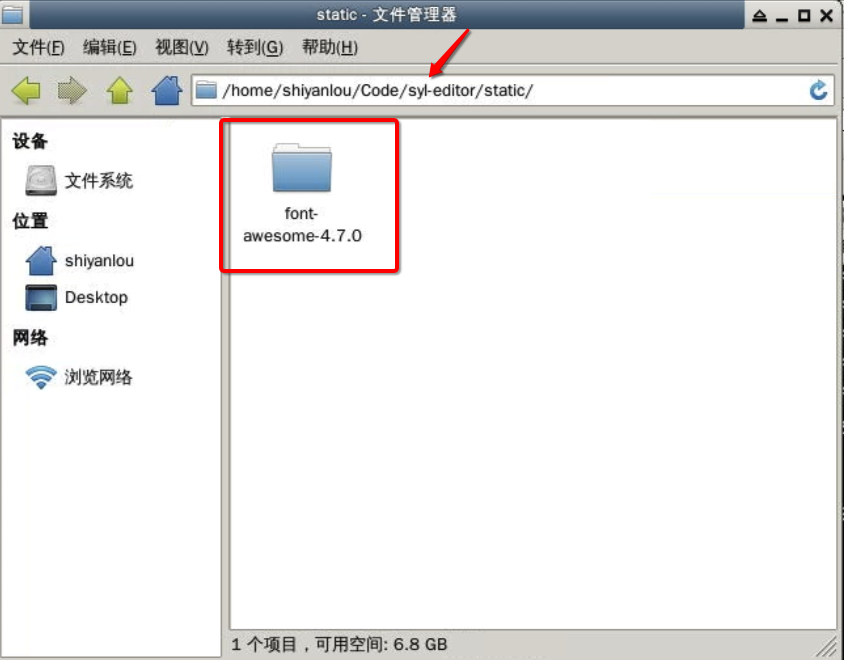 static - 文件管理器
文件(F) 编辑(E) 视图(V) 转到(G) 帮助(H)
/home/shiyanlou/Code/syl-editor/static/
设备
文件系统
位置
shiyanlou
Desktop
网络
浏览网络
font-
awesome-4.7.0
1 个项目，可用空间: 6.8 GB